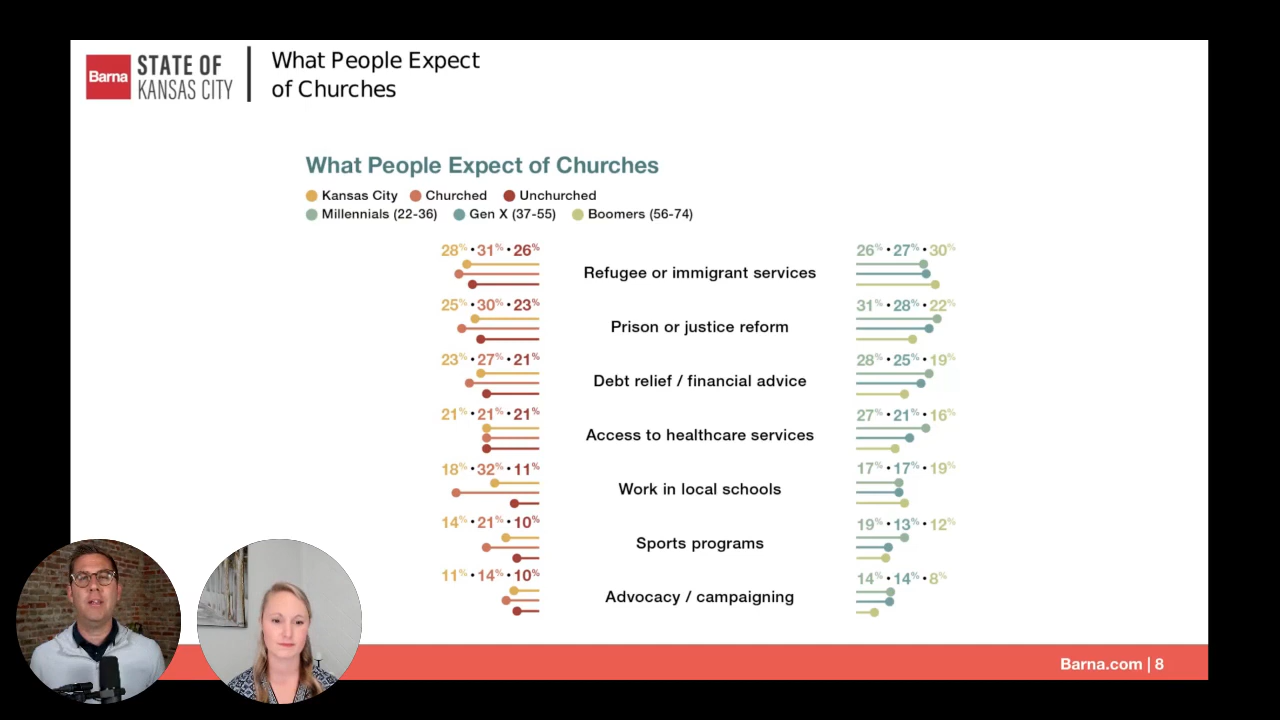 Barna
STATE OF
KANSAS CITY
What People Expect
of Churches
What People Expect of Churches
Kansas City Churched Unchurched
Millennials (22-36) Gen X (37-55) Boomers (56-74)
28% • 31% • 26%
Refugee or immigrant services
26% • 27% • 30%
25% • 30% • 23%
Prison or justice reform
31% • 28% • 22%
23% • 27% • 21%
Debt relief / financial advice
28% • 25% • 19%
21% • 21% • 21%
Access to healthcare services
27% • 21% • 16%
18% • 32% • 11%
Work in local schools
17% • 17% • 19%
14% • 21% • 10%
Sports programs
19% • 13% • 12%
11% • 14% • 10%
Advocacy / campaigning
14% • 14% • 8%
Barna.com | 8